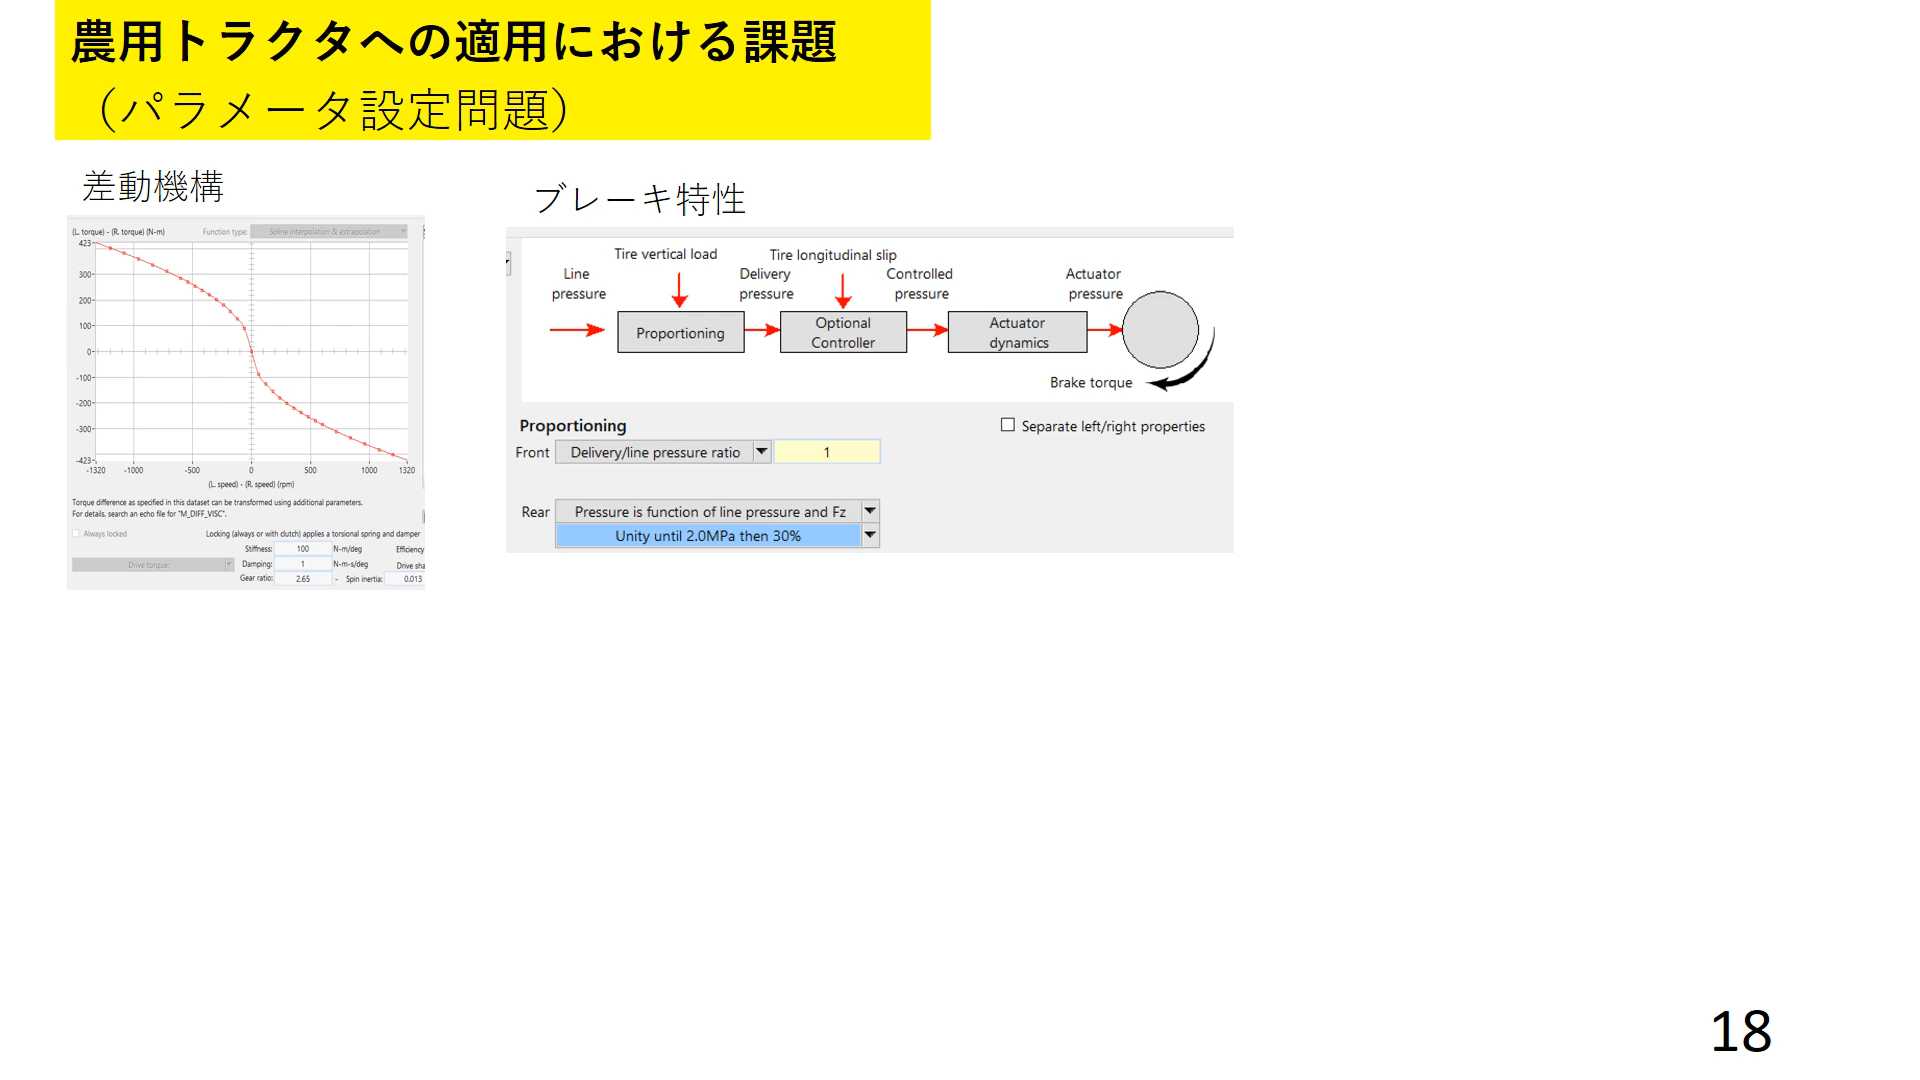 農用トラクタへの適用における課題
（パラメータ設定問題）
差動機構
(L. torque) - (R. torque) (N-m)
Function type:
Spline interpolation & extrapolation
423
300
200
100
0
-100
-200
-300
-423
-1320 -1000 -500 0 500 1000 1320
(L. speed) - (R. speed) (rpm)
Torque difference as specified in this dataset can be transformed using additional parameters.
For details, search an echo file for "M_DIFF_VISC".
Always locked
Locking (always or with clutch) applies a torsional spring and damper
Stiffness: 100 N-m/deg Efficiency
Drive torque: Damping: 1 N-m-s/deg Drive sha
Gear ratio: 2.65 - Spin inertia: 0.013
ブレーキ特性
Tire vertical load
Tire longitudinal slip
Line
pressure
Delivery
pressure
Controlled
pressure
Actuator
pressure
Proportioning
Optional
Controller
Actuator
dynamics
Brake torque
Proportioning
Separate left/right properties
Front Delivery/line pressure ratio 1
Rear Pressure is function of line pressure and Fz
Unity until 2.0MPa then 30%
18